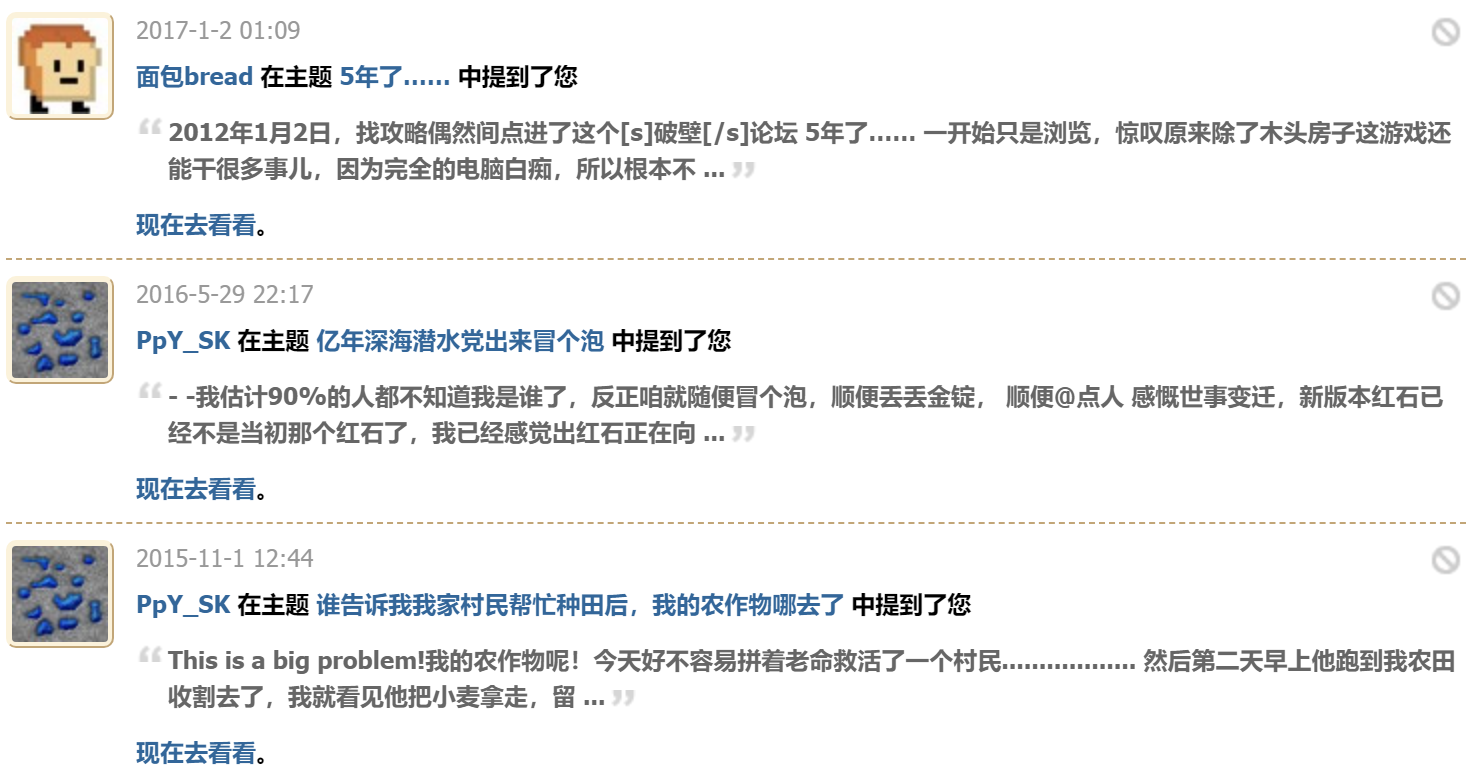 2017-1-2 01:09
面包bread 在主题 5年了...... 中提到了您
2012年1月2日，找攻略偶然间点进了这个[s]破壁[/s]论坛 5年了...... 一开始只是浏览，惊叹原来除了木头房子这游戏还
能干很多事儿，因为完全的电脑白痴，所以根本不 ...
现在去看看。
2016-5-29 22:17
PpY_SK 在主题 亿年深海潜水党出来冒个泡 中提到了您
- -我估计90%的人都不知道我是谁了，反正咱就随便冒个泡，顺便丢丢金锭， 顺便@点人 感慨世事变迁，新版本红石已
经不是当初那个红石了，我已经感觉出红石正在向 ...
现在去看看。
2015-11-1 12:44
PpY_SK 在主题 谁告诉我我家村民帮忙种田后，我的农作物哪去了 中提到了您
This is a big problem!我的农作物呢！今天好不容易拼着老命救活了一个村民.................. 然后第二天早上他跑到我农田
收割去了，我就看见他把小麦拿走，留 ...
现在去看看。